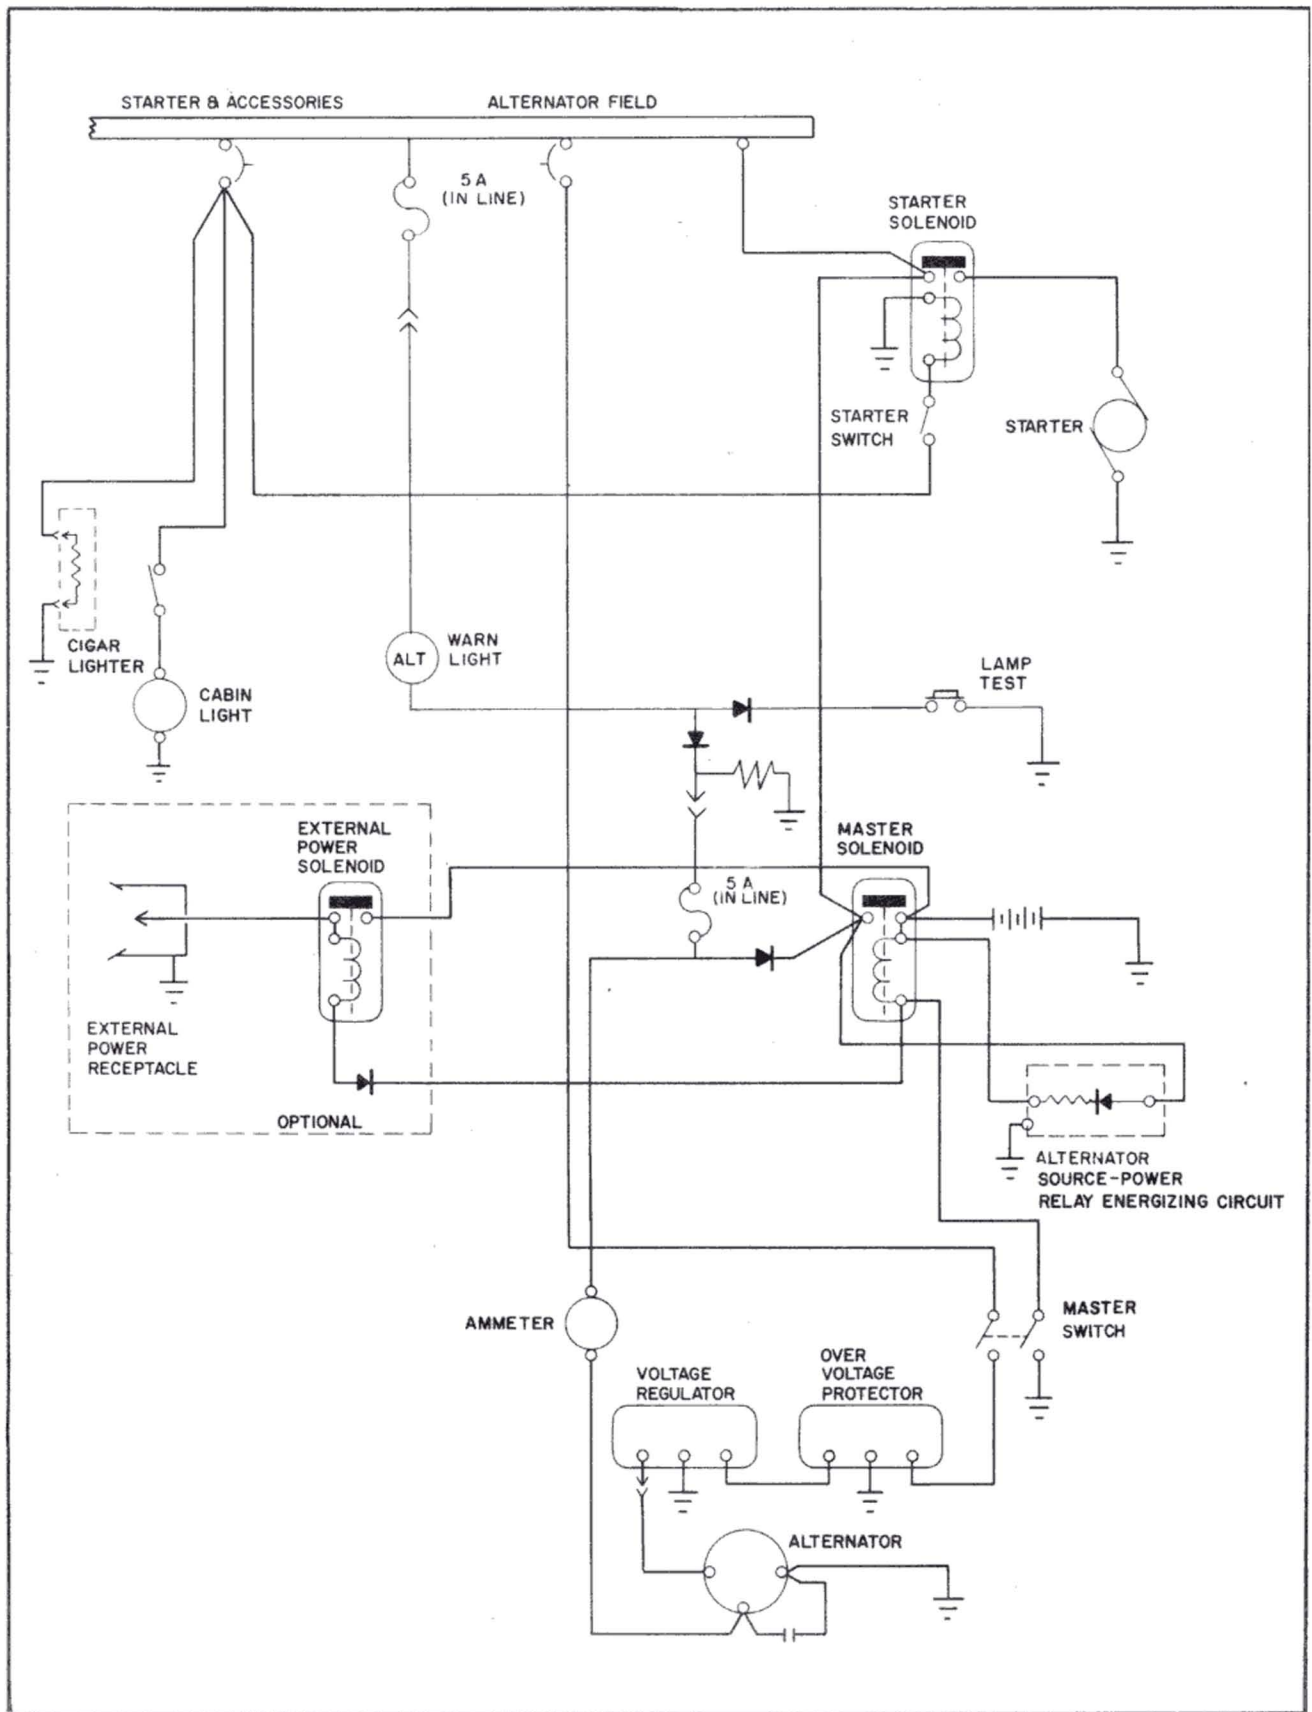 STARTER & ACCESSORIES
ALTERNATOR FIELD
5 A
(IN LINE)
STARTER
SOLENOID
STARTER
SWITCH
STARTER
CIGAR
LIGHTER
CABIN
LIGHT
ALT
WARN
LIGHT
LAMP
TEST
EXTERNAL
POWER
SOLENOID
MASTER
SOLENOID
5 A
(IN LINE)
EXTERNAL
POWER
RECEPTACLE
OPTIONAL
ALTERNATOR
SOURCE-POWER
RELAY ENERGIZING CIRCUIT
AMMETER
MASTER
SWITCH
VOLTAGE
REGULATOR
OVER
VOLTAGE
PROTECTOR
ALTERNATOR